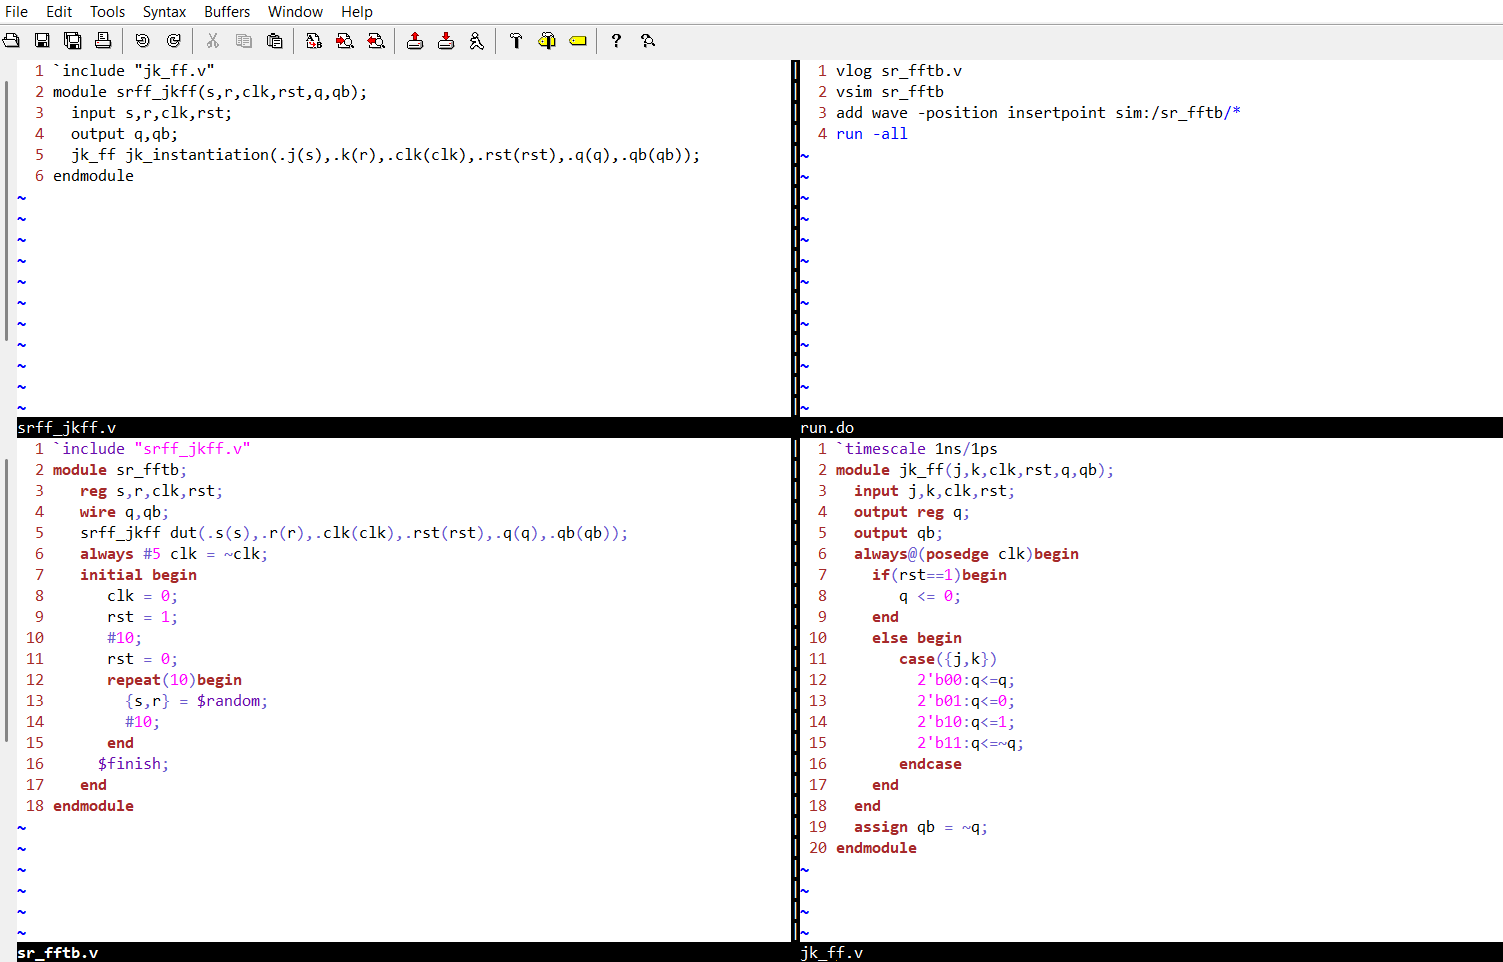 File Edit Tools Syntax Buffers Window Help
1 `include "jk_ff.v"
2 module srff_jkff(s,r,clk,rst,q,qb);
3   input s,r,clk,rst;
4   output q,qb;
5   jk_ff jk_instantiation(.j(s),.k(r),.clk(clk),.rst(rst),.q(q),.qb(qb));
6 endmodule
~
~
~
~
~
~
~
~
~
~
~
srff_jkff.v
1 vlog sr_fftb.v
2 vsim sr_fftb
3 add wave -position insertpoint sim:/sr_fftb/*
4 run -all
~
~
~
~
~
~
~
~
~
~
~
~
~
run.do
1 `include "srff_jkff.v"
2 module sr_fftb;
3    reg s,r,clk,rst;
4    wire q,qb;
5    srff_jkff dut(.s(s),.r(r),.clk(clk),.rst(rst),.q(q),.qb(qb));
6    always #5 clk = ~clk;
7    initial begin
8       clk = 0;
9       rst = 1;
10       #10;
11       rst = 0;
12       repeat(10)begin
13         {s,r} = $random;
14         #10;
15       end
16      $finish;
17    end
18 endmodule
~
~
~
~
~
~
sr_fftb.v
1 `timescale 1ns/1ps
2 module jk_ff(j,k,clk,rst,q,qb);
3   input j,k,clk,rst;
4   output reg q;
5   output qb;
6   always@(posedge clk)begin
7     if(rst==1)begin
8        q <= 0;
9     end
10     else begin
11        case({j,k})
12          2'b00:q<=q;
13          2'b01:q<=0;
14          2'b10:q<=1;
15          2'b11:q<=~q;
16        endcase
17     end
18   end
19   assign qb = ~q;
20 endmodule
~
~
~
~
jk_ff.v